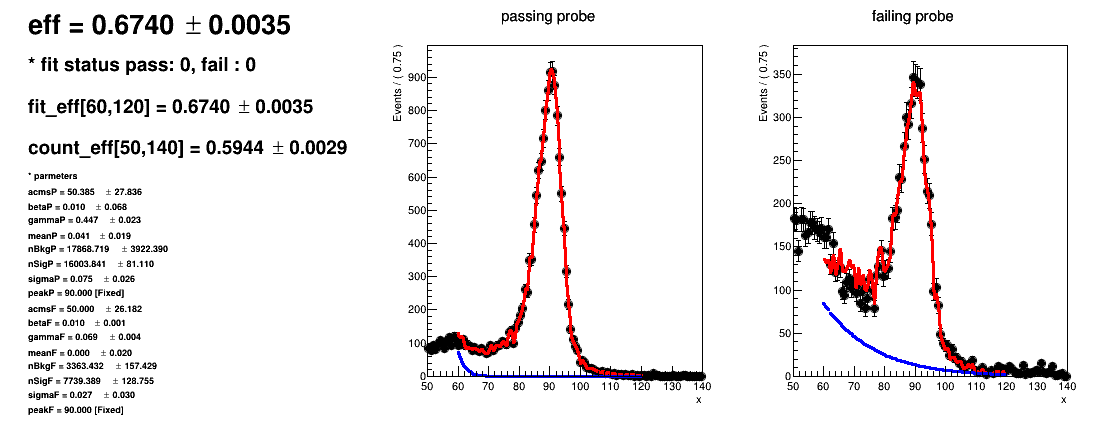 eff = 0.6740 ± 0.0035
* fit status pass: 0, fail : 0
fit_eff[60,120] = 0.6740 ± 0.0035
count_eff[50,140] = 0.5944 ± 0.0029
* parmeters
acmsP = 50.385 ± 27.836
betaP = 0.010 ± 0.068
gammaP = 0.447 ± 0.023
meanP = 0.041 ± 0.019
nBkgP = 17868.719 ± 3922.390
nSigP = 16003.841 ± 81.110
sigmaP = 0.075 ± 0.026
peakP = 90.000 [Fixed]
acmsF = 50.000 ± 26.182
betaF = 0.010 ± 0.001
gammaF = 0.069 ± 0.004
meanF = 0.000 ± 0.020
nBkgF = 3363.432 ± 157.429
nSigF = 7739.389 ± 128.755
sigmaF = 0.027 ± 0.030
peakF = 90.000 [Fixed]
passing probe
Events / ( 0.75 )
900
800
700
600
500
400
300
200
100
0
50 60 70 80 90 100 110 120 130 140
x
failing probe
Events / ( 0.75 )
350
300
250
200
150
100
50
0
50 60 70 80 90 100 110 120 130 140
x